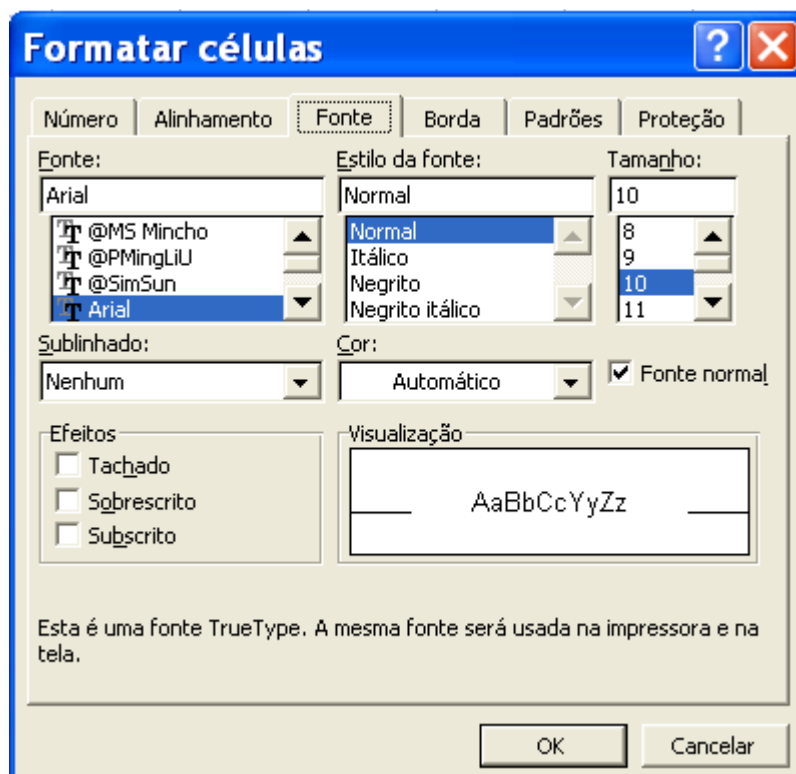 Formatar células
Número Alinhamento Fonte Borda Padrões Proteção
Fonte: Estilo da fonte: Tamanho:
Arial Normal 10
@MS Mincho Normal 8
@PMingLiU Itálico 9
@SimSun Negrito 10
Arial Negrito itálico 11
Sublinhado: Cor:
Nenhum Automático Fonte normal
Efeitos Visualização
Tachado
Sobrescrito AaBbCcYyZz
Subscrito
Esta é uma fonte TrueType. A mesma fonte será usada na impressora e na
tela.
OK Cancelar